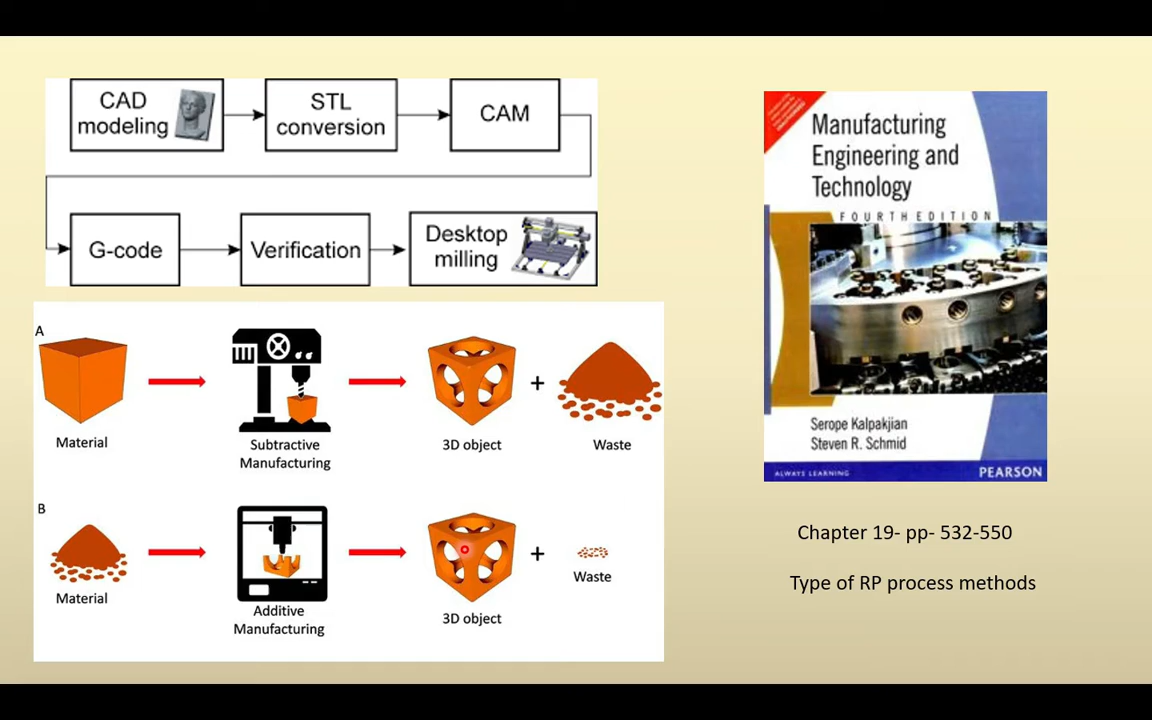 CAD
modeling
STL
conversion
CAM
G-code
Verification
Desktop
milling
A
Material
Subtractive
Manufacturing
3D object
+
Waste
B
Material
Additive
Manufacturing
3D object
+
Waste
Manufacturing
Engineering and
Technology
FOURTH EDITION
Serope Kalpakjian
Steven R. Schmid
ALWAYS LEARNING
PEARSON
Chapter 19- pp- 532-550
Type of RP process methods